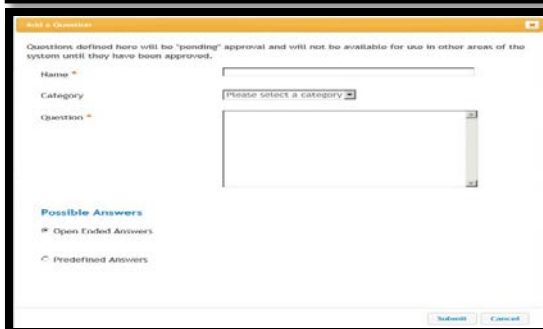 Add a Question
Questions defined here will be "pending" approval and will not be available for use in other areas of the
system until they have been approved.
Name *
Category
Please select a category
Question *
Possible Answers
Open Ended Answers
Predefined Answers
Submit Cancel